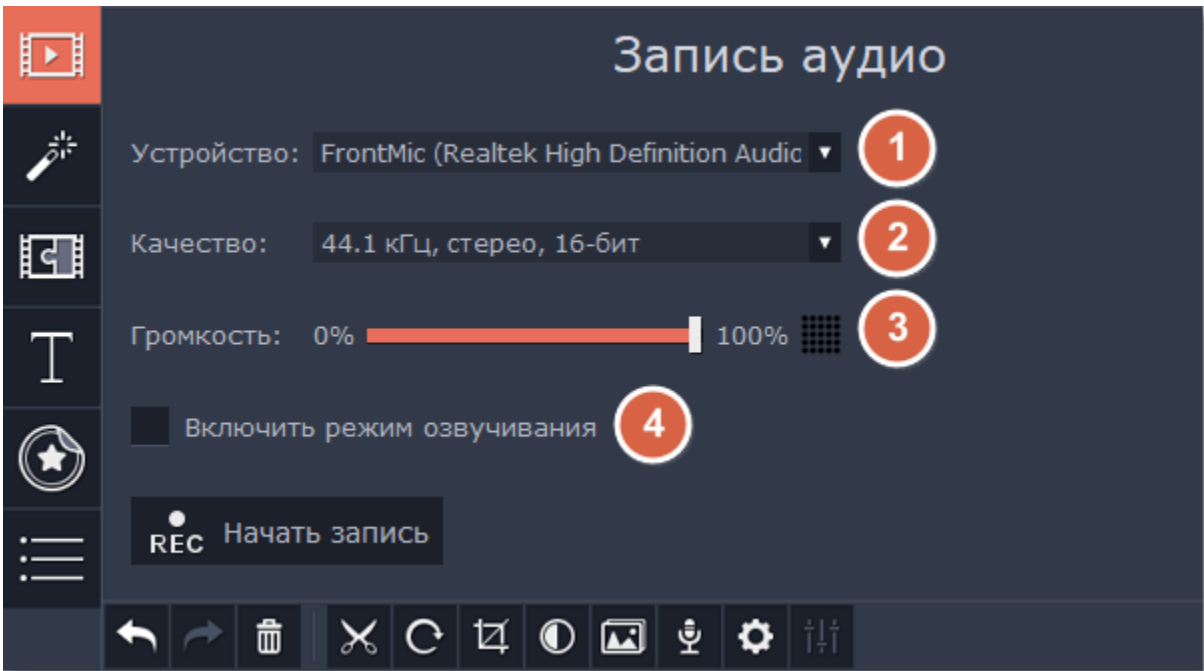 Запись аудио
Устройство: FrontMic (Realtek High Definition Audio 1
Качество: 44.1 кГц, стерео, 16-бит 2
Громкость: 0% 100% 3
Включить режим озвучивания 4
REC Начать запись